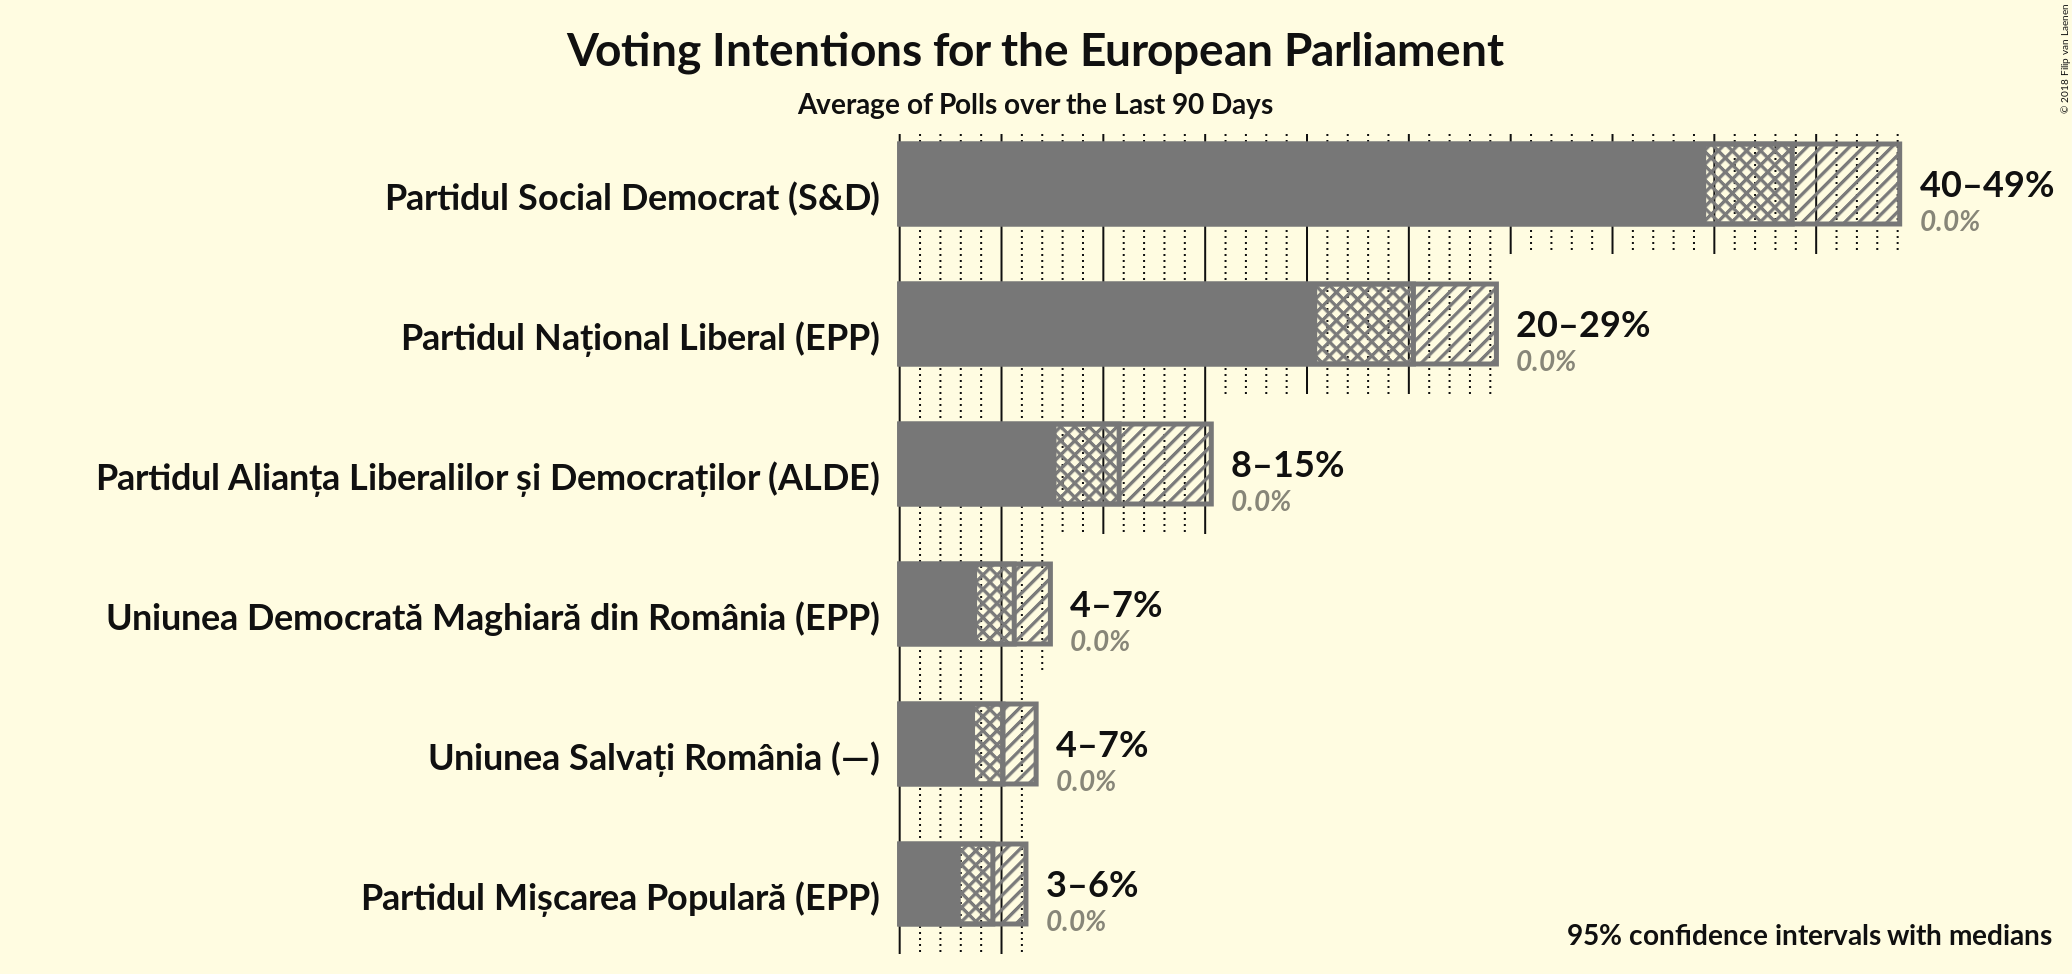 Voting Intentions for the European Parliament
Average of Polls over the Last 90 Days
© 2018 Filip van Laenen
Partidul Social Democrat (S&D)
40–49%
0.0%
Partidul Național Liberal (EPP)
20–29%
0.0%
Partidul Alianța Liberalilor și Democraților (ALDE)
8–15%
0.0%
Uniunea Democrată Maghiară din România (EPP)
4–7%
0.0%
Uniunea Salvați România (—)
4–7%
0.0%
Partidul Mișcarea Populară (EPP)
3–6%
0.0%
95% confidence intervals with medians